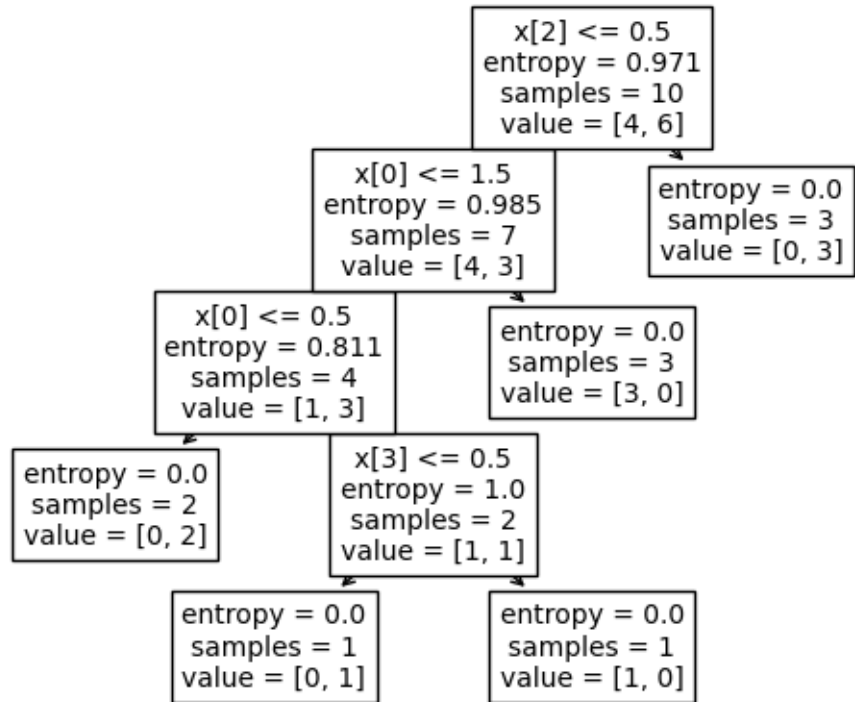 x[2] <= 0.5
entropy = 0.971
samples = 10
value = [4, 6]
x[0] <= 1.5
entropy = 0.985
samples = 7
value = [4, 3]
entropy = 0.0
samples = 3
value = [0, 3]
x[0] <= 0.5
entropy = 0.811
samples = 4
value = [1, 3]
entropy = 0.0
samples = 3
value = [3, 0]
entropy = 0.0
samples = 2
value = [0, 2]
x[3] <= 0.5
entropy = 1.0
samples = 2
value = [1, 1]
entropy = 0.0
samples = 1
value = [0, 1]
entropy = 0.0
samples = 1
value = [1, 0]